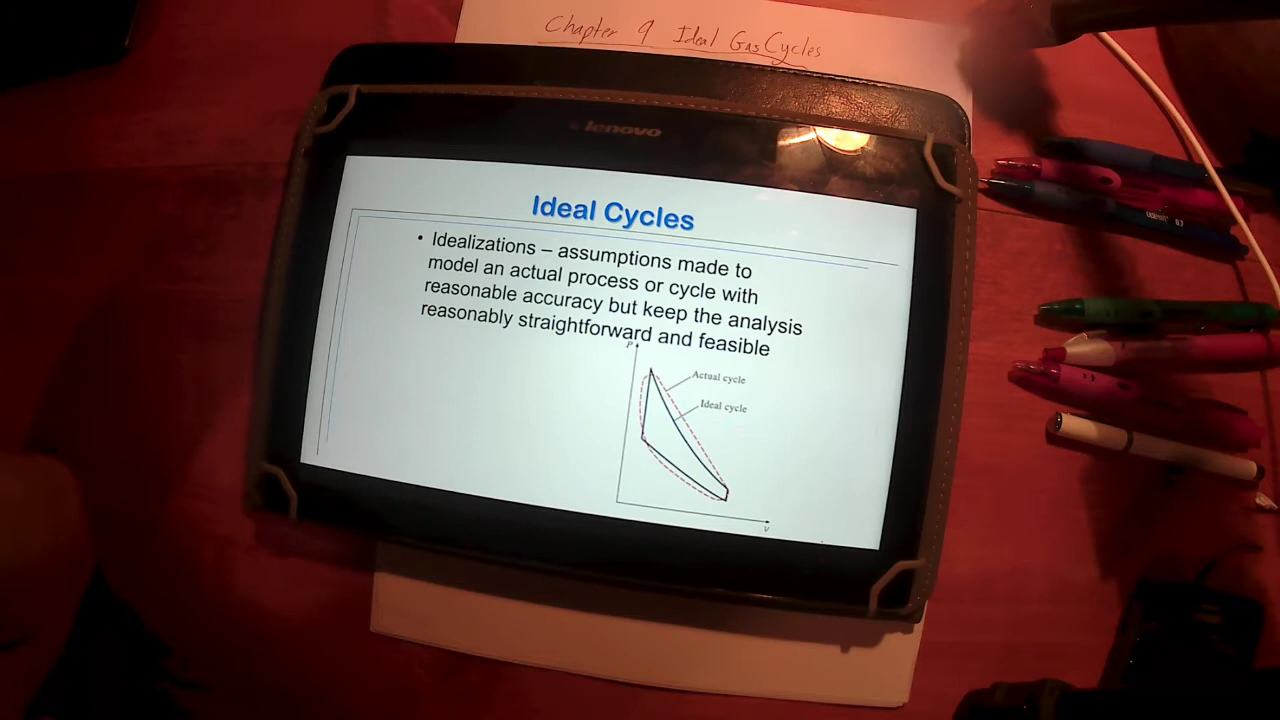 Chapter 9 Ideal Gas Cycles
lenovo
Ideal Cycles
• Idealizations – assumptions made to
model an actual process or cycle with
reasonable accuracy but keep the analysis
reasonably straightforward and feasible
P
Actual cycle
Ideal cycle
v